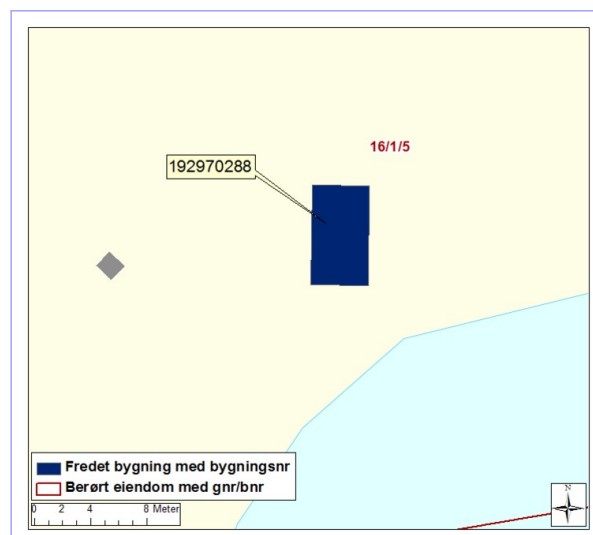 16/1/5
192970288
Fredet bygning med bygningsnr
Berørt eiendom med gnr/bnr
0 2 4 8 Meter
N